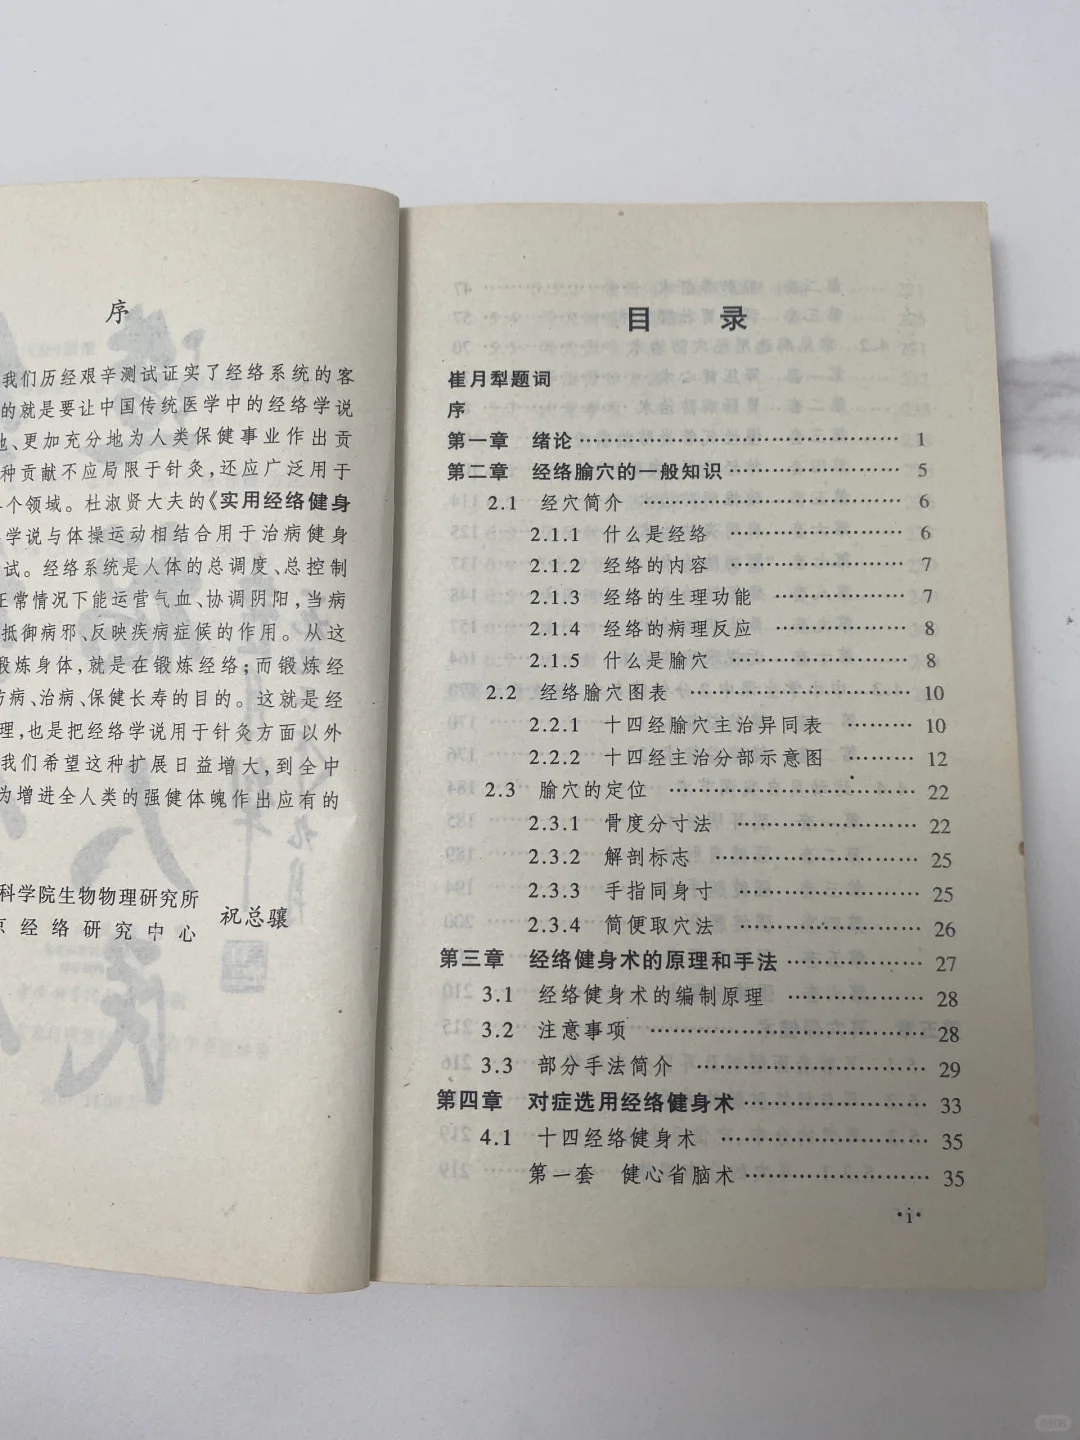 序
我们历经艰辛测试证实了经络系统的客
的就是要让中国传统医学中的经络学说
地、更加充分地为人类保健事业作出贡
种贡献不应局限于针灸，还应广泛用于
个领域。杜淑贤大夫的《实用经络健身
学说与体操运动相结合用于治病健身
试。经络系统是人体的总调度、总控制
正常情况下能运营气血、协调阴阳，当病
抵御病邪、反映疾病症候的作用。从这
锻炼身体，就是在锻炼经络；而锻炼经
防病、治病、保健长寿的目的。这就是经
理，也是把经络学说用于针灸方面以外
我们希望这种扩展日益增大，到全中
为增进全人类的强健体魄作出应有的
科学院生物物理研究所
京经络研究中心
祝总骧
目 录
崔月犁题词
序
第一章 绪论 1
第二章 经络腧穴的一般知识 5
2.1 经穴简介 6
2.1.1 什么是经络 6
2.1.2 经络的内容 7
2.1.3 经络的生理功能 7
2.1.4 经络的病理反应 8
2.1.5 什么是腧穴 8
2.2 经络腧穴图表 10
2.2.1 十四经腧穴主治异同表 10
2.2.2 十四经主治分部示意图 12
2.3 腧穴的定位 22
2.3.1 骨度分寸法 22
2.3.2 解剖标志 25
2.3.3 手指同身寸 25
2.3.4 简便取穴法 26
第三章 经络健身术的原理和手法 27
3.1 经络健身术的编制原理 28
3.2 注意事项 28
3.3 部分手法简介 29
第四章 对症选用经络健身术 33
4.1 十四经络健身术 35
第一套 健心省脑术 35
·i·